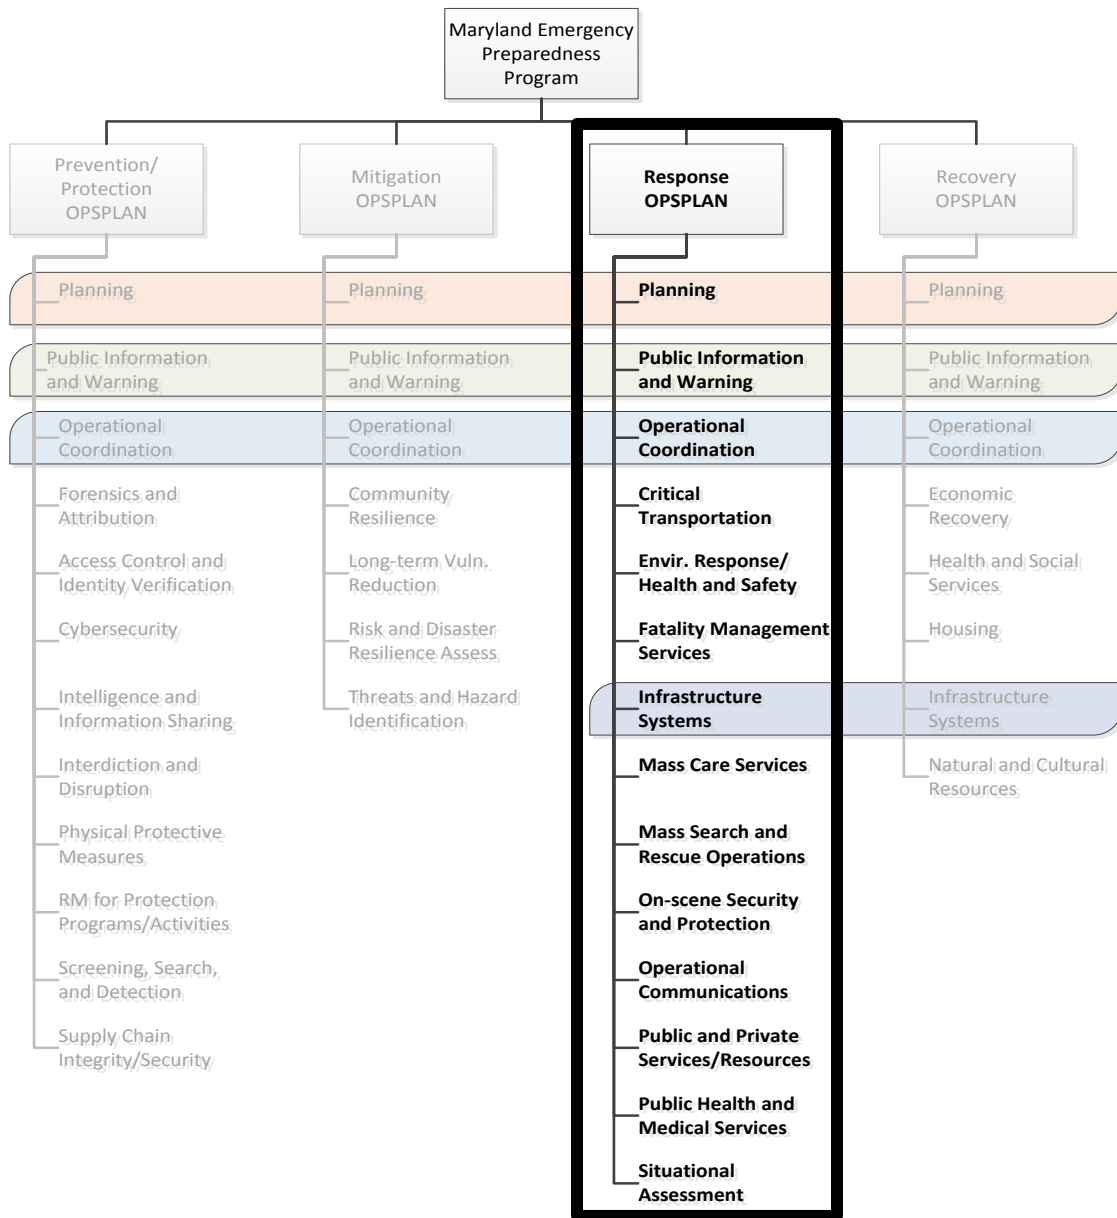 Maryland Emergency
Preparedness
Program
Prevention/
Protection
OPSPLAN
Mitigation
OPSPLAN
Response
OPSPLAN
Recovery
OPSPLAN
Planning
Planning
Planning
Planning
Public Information
and Warning
Public Information
and Warning
Public Information
and Warning
Public Information
and Warning
Operational
Coordination
Operational
Coordination
Operational
Coordination
Operational
Coordination
Forensics and
Attribution
Community
Resilience
Critical
Transportation
Economic
Recovery
Access Control and
Identity Verification
Long-term Vuln.
Reduction
Envir. Response/
Health and Safety
Health and Social
Services
Cybersecurity
Risk and Disaster
Resilience Assess
Fatality Management
Services
Housing
Intelligence and
Information Sharing
Threats and Hazard
Identification
Infrastructure
Systems
Infrastructure
Systems
Interdiction and
Disruption
Mass Care Services
Natural and Cultural
Resources
Physical Protective
Measures
Mass Search and
Rescue Operations
RM for Protection
Programs/Activities
On-scene Security
and Protection
Screening, Search,
and Detection
Operational
Communications
Supply Chain
Integrity/Security
Public and Private
Services/Resources
Public Health and
Medical Services
Situational
Assessment